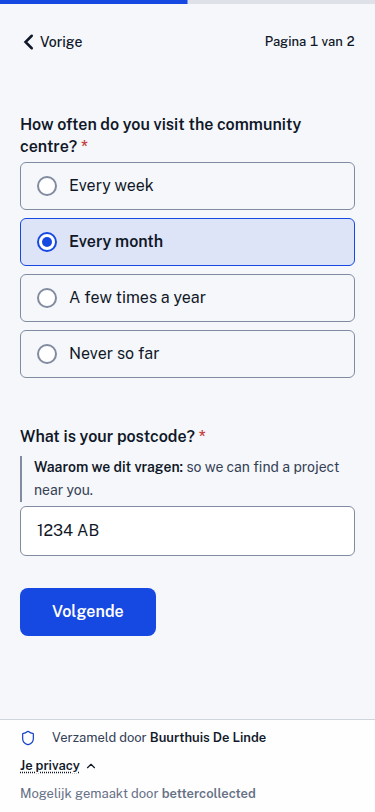 Vorige
Pagina 1 van 2
How often do you visit the community
centre? *
Every week
Every month
A few times a year
Never so far
What is your postcode? *
Waarom we dit vragen: so we can find a project
near you.
1234 AB
Volgende
Verzameld door Buurthuis De Linde
Je privacy
Mogelijk gemaakt door bettercollected